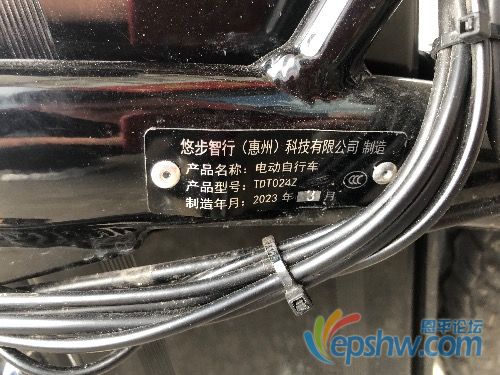 悠步智行（惠州）科技有限公司 制造
产品名称：电动自行车
产品型号：TDT024Z
制造年月：2023 年 3 月
恩平论坛
epshw.com